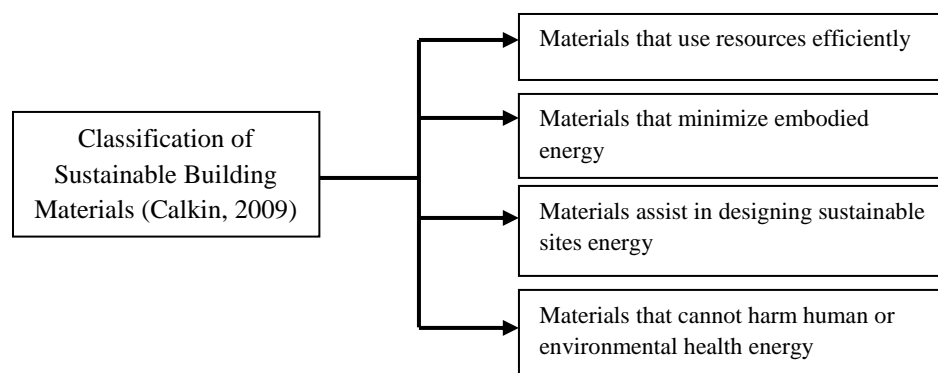 Classification of
Sustainable Building
Materials (Calkin, 2009)
Materials that use resources efficiently
Materials that minimize embodied
energy
Materials assist in designing sustainable
sites energy
Materials that cannot harm human or
environmental health energy